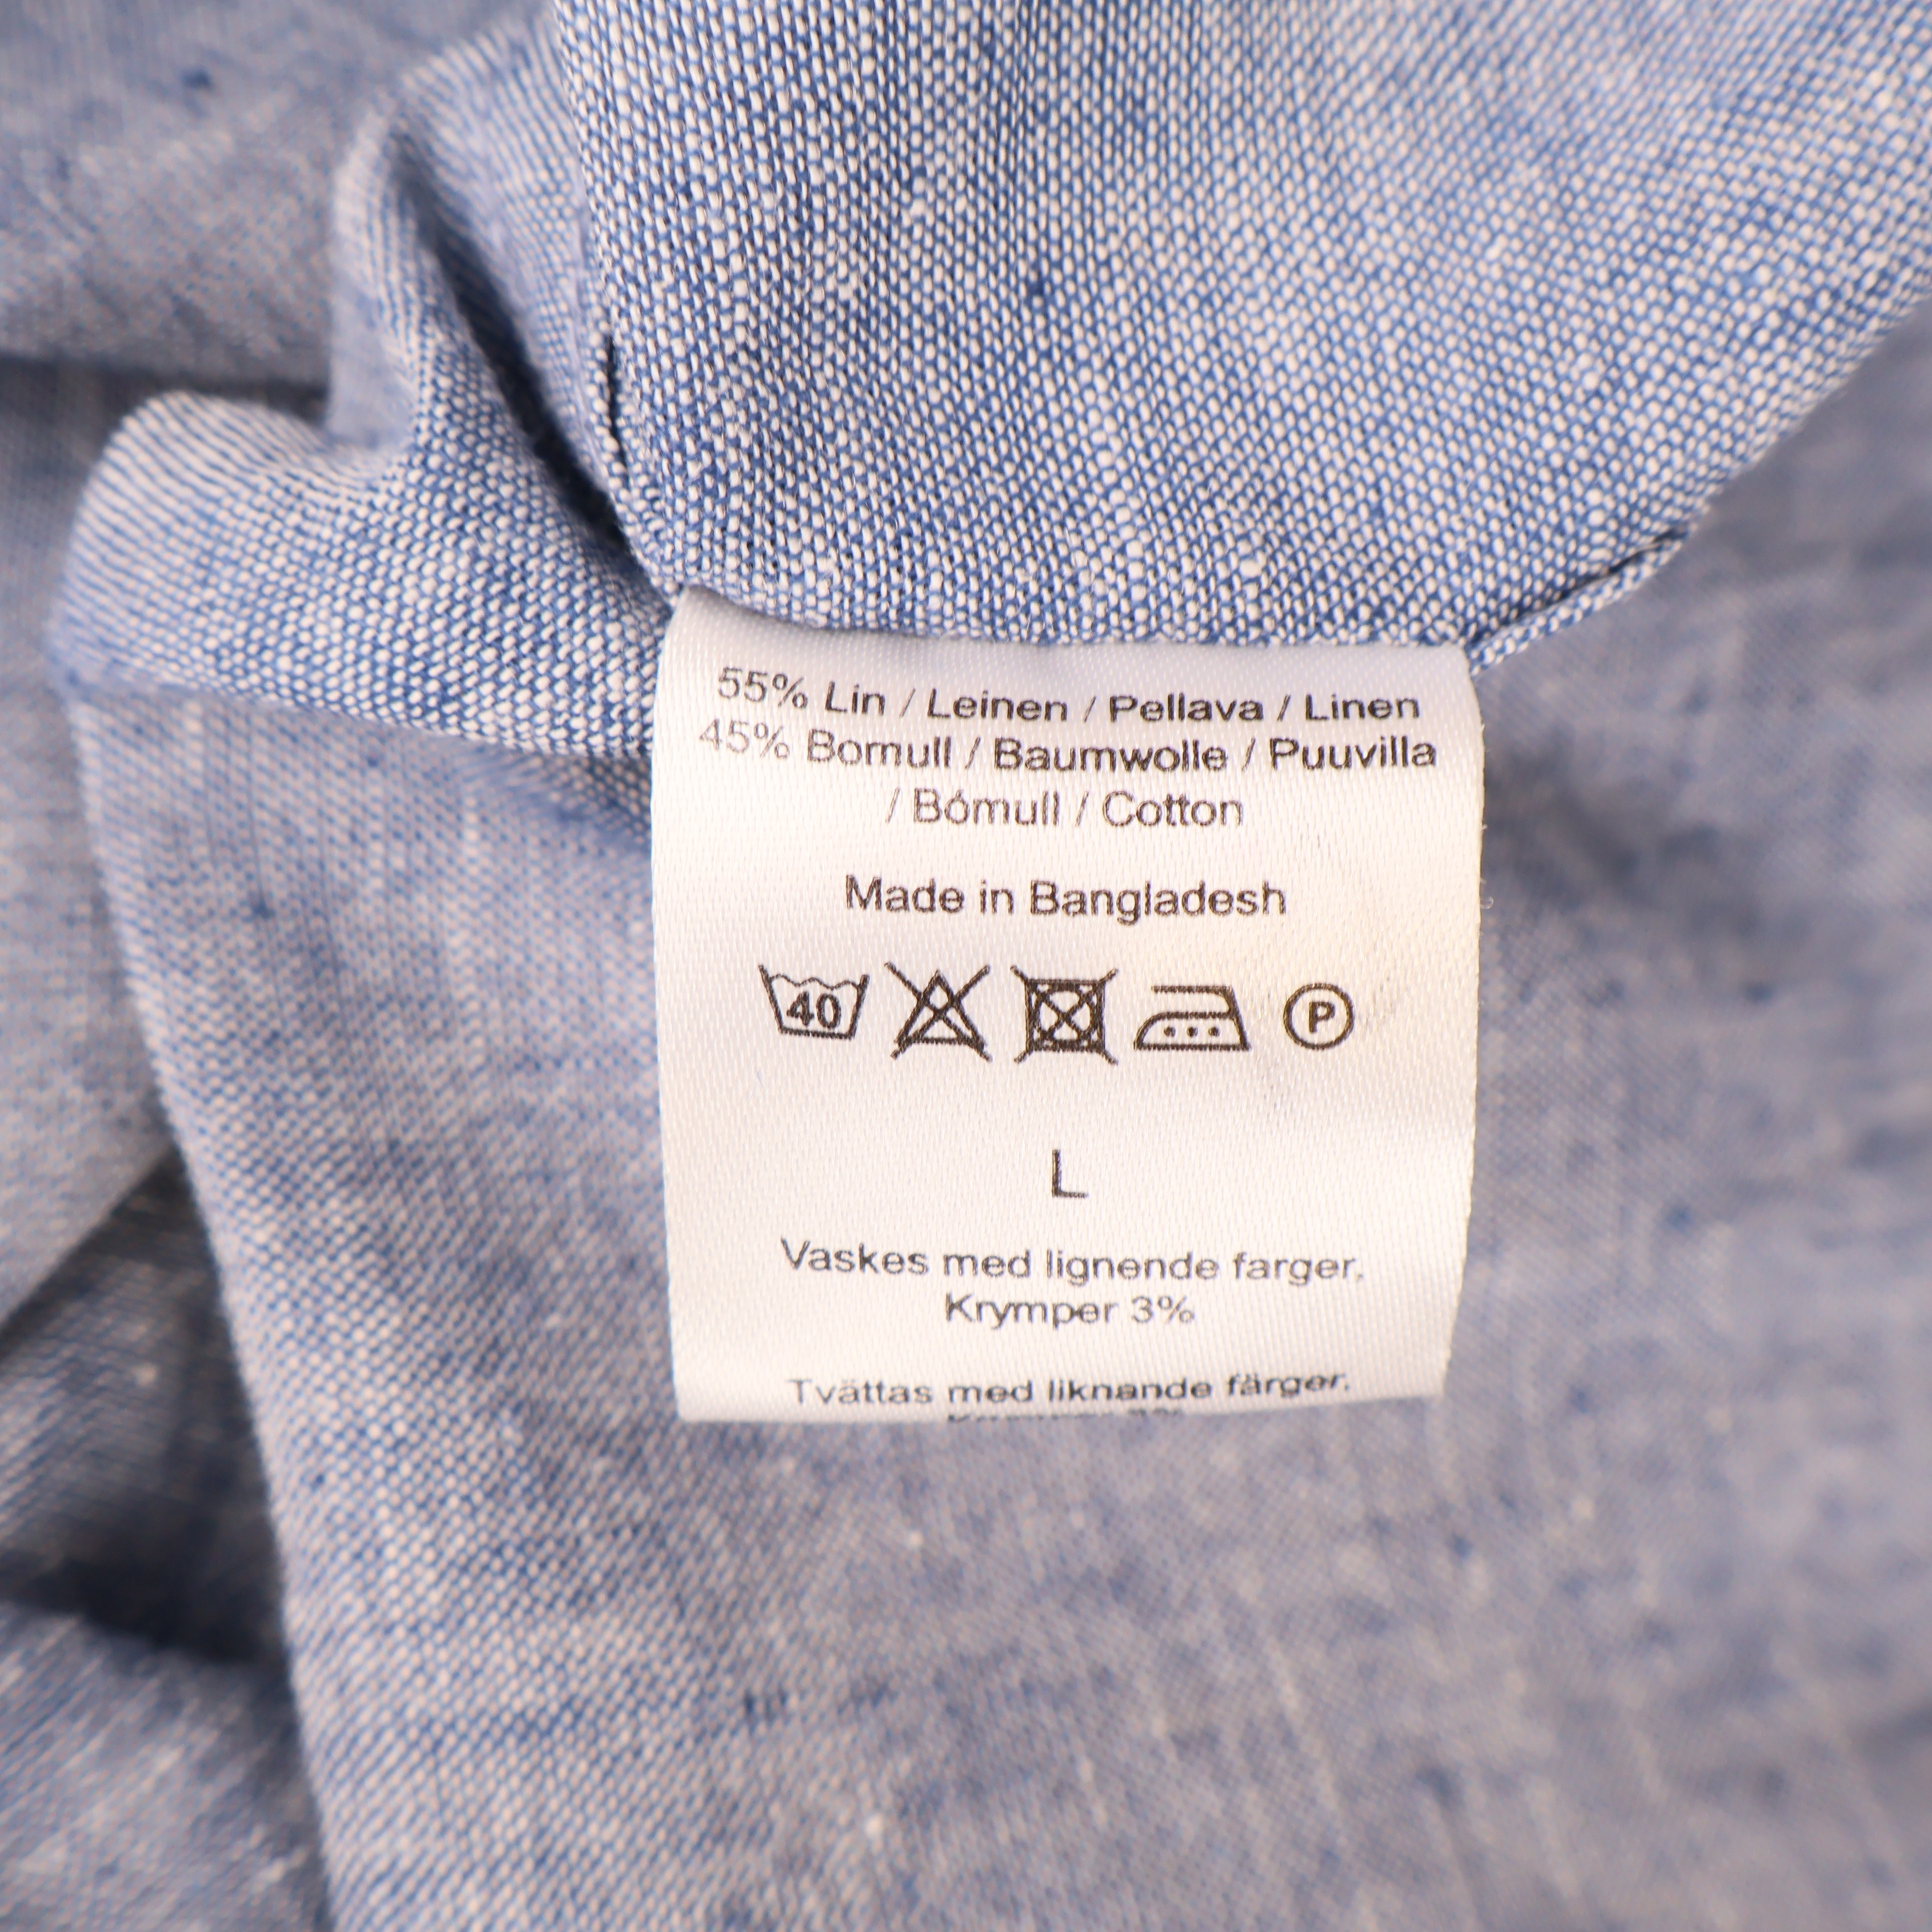 55% Lin / Leinen / Pellava / Linen
45% Bomull / Baumwolle / Puuvilla
/ Bómull / Cotton
Made in Bangladesh
40 P
L
Vaskes med lignende farger.
Krymper 3%
Tvättas med liknande färger.